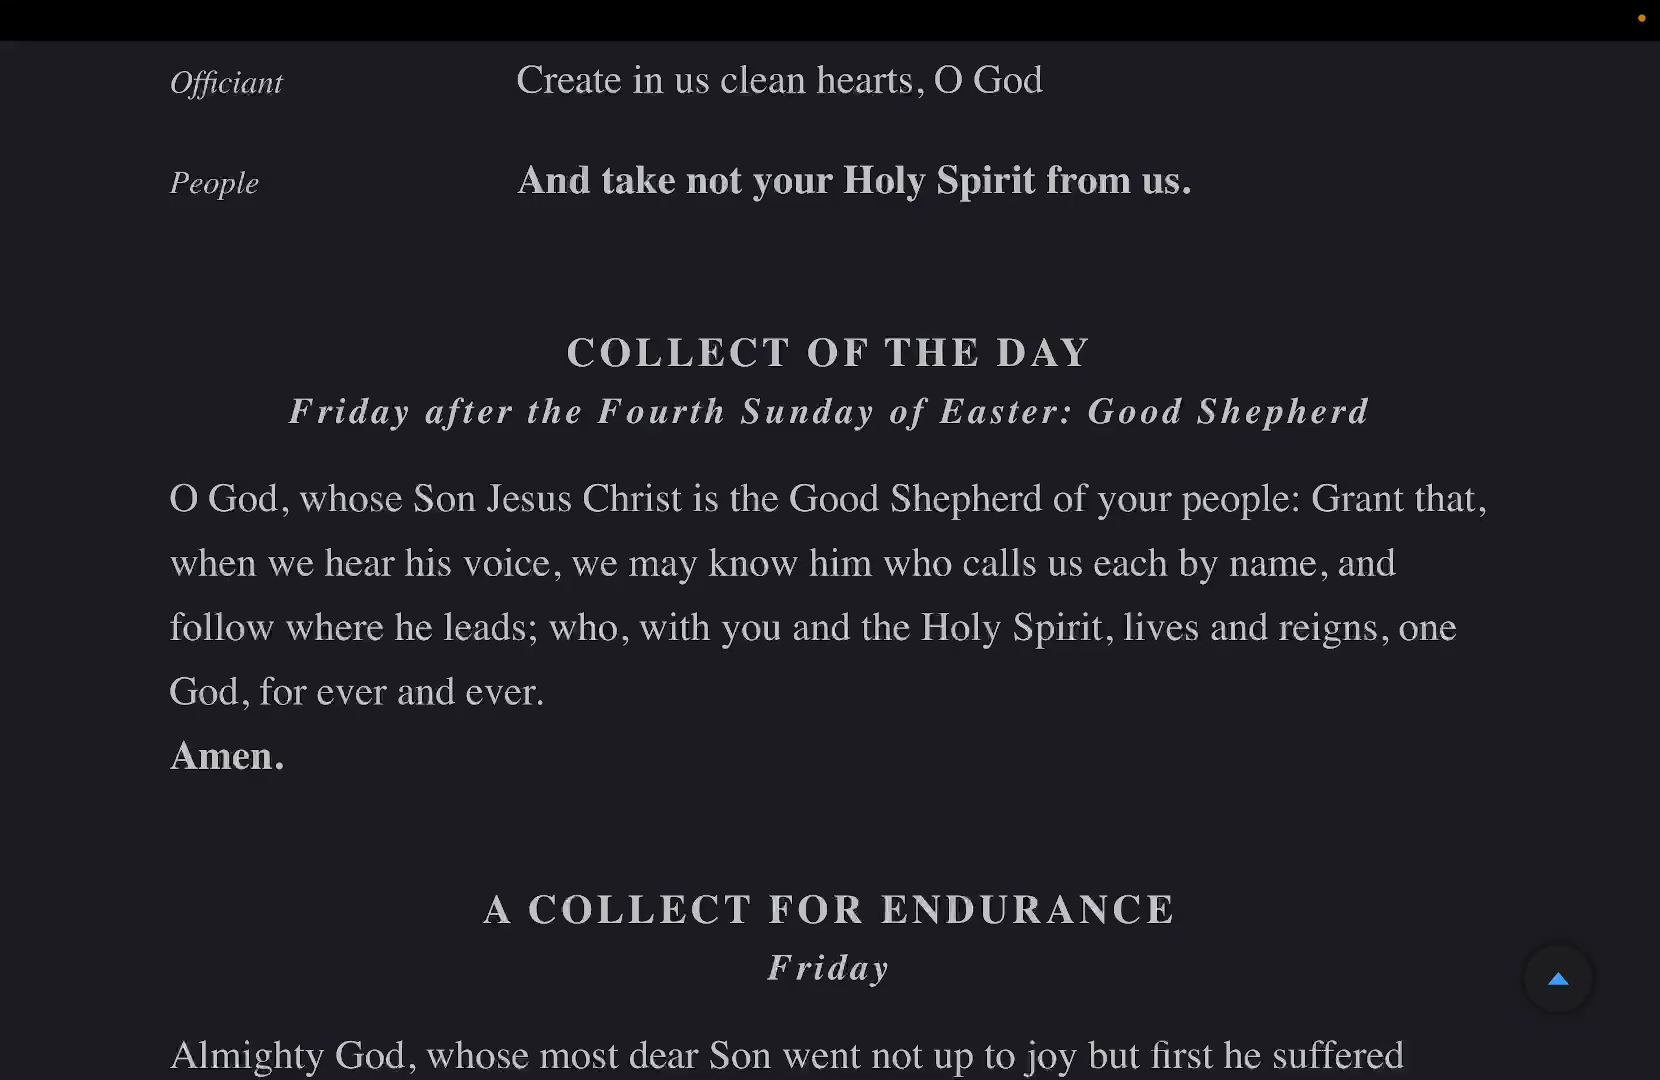 Officiant Create in us clean hearts, O God
People And take not your Holy Spirit from us.
COLLECT OF THE DAY
Friday after the Fourth Sunday of Easter: Good Shepherd
O God, whose Son Jesus Christ is the Good Shepherd of your people: Grant that,
when we hear his voice, we may know him who calls us each by name, and
follow where he leads; who, with you and the Holy Spirit, lives and reigns, one
God, for ever and ever.
Amen.
A COLLECT FOR ENDURANCE
Friday
Almighty God, whose most dear Son went not up to joy but first he suffered